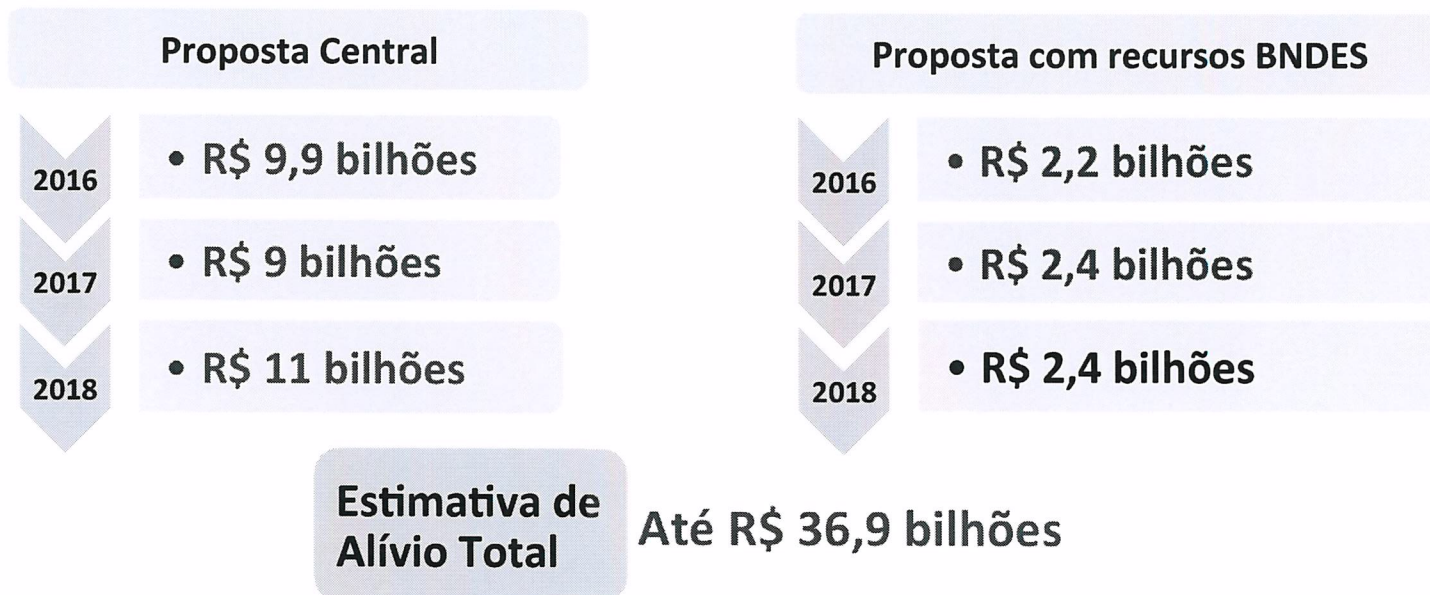 Proposta Central
2016
• R$ 9,9 bilhões
2017
• R$ 9 bilhões
2018
• R$ 11 bilhões
Proposta com recursos BNDES
2016
• R$ 2,2 bilhões
2017
• R$ 2,4 bilhões
2018
• R$ 2,4 bilhões
Estimativa de
Alívio Total
Até R$ 36,9 bilhões